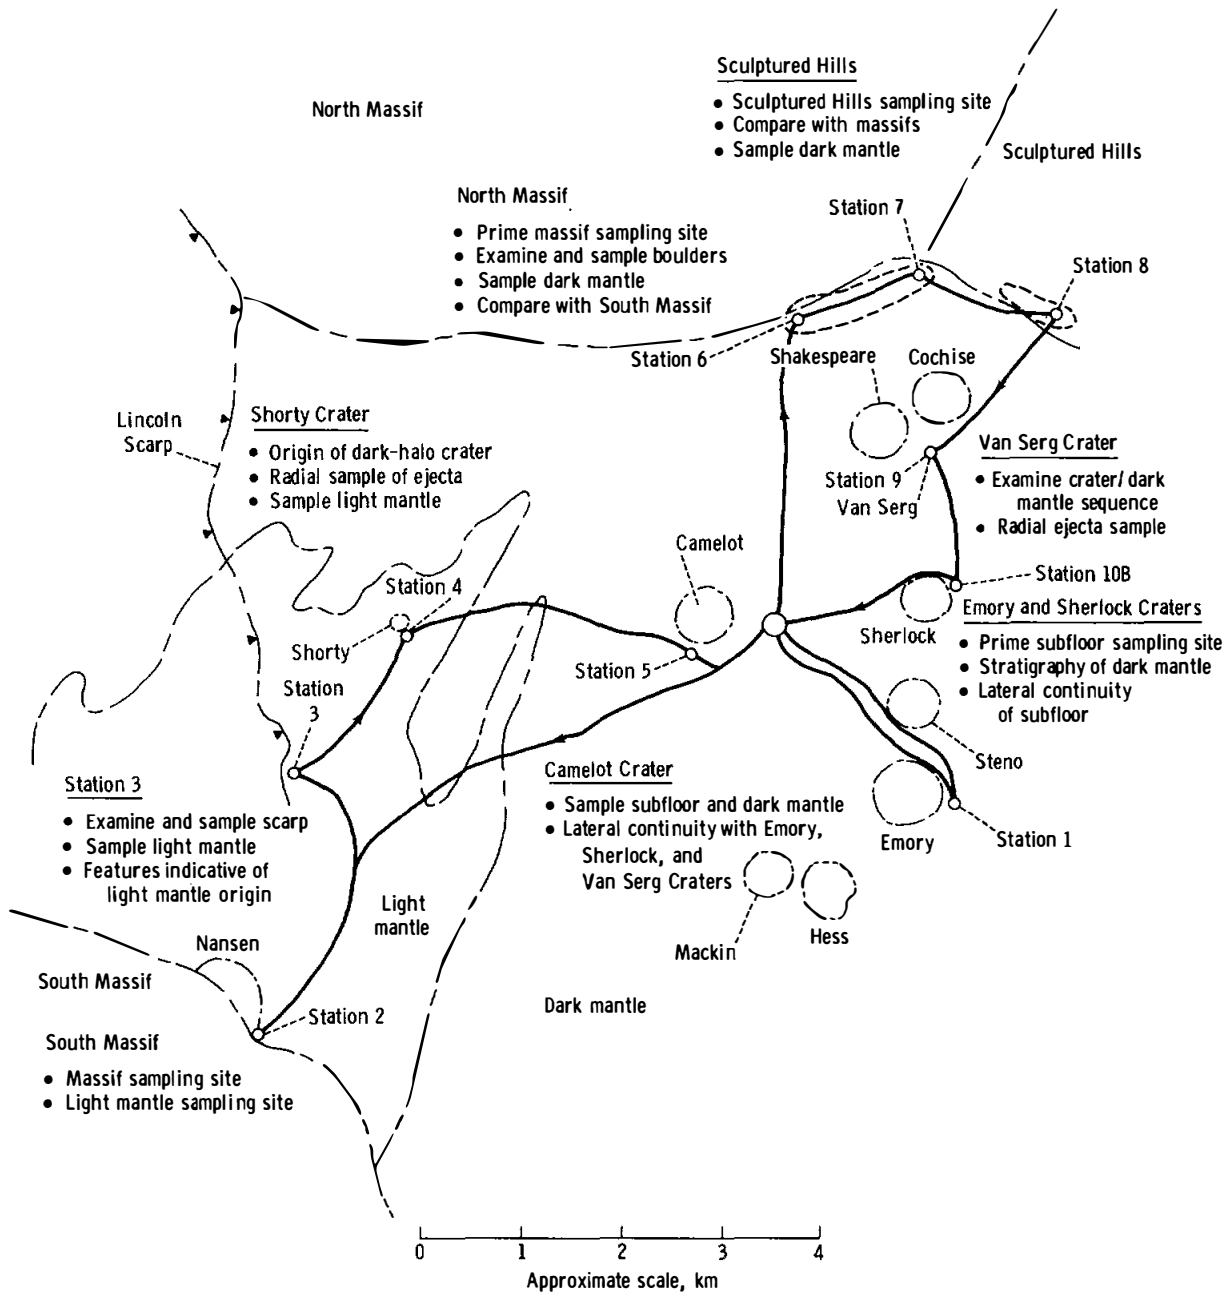 Sculptured Hills
• Sculptured Hills sampling site
• Compare with massifs
• Sample dark mantle
North Massif
Sculptured Hills
North Massif
• Prime massif sampling site
• Examine and sample boulders
• Sample dark mantle
• Compare with South Massif
Station 7
Station 8
Station 6
Shakespeare
Cochise
Lincoln
Scarp
Shorty Crater
• Origin of dark-halo crater
• Radial sample of ejecta
• Sample light mantle
Van Serg Crater
• Examine crater/dark
mantle sequence
• Radial ejecta sample
Station 9
Van Serg
Camelot
Station 4
Station 10B
Shorty
Sherlock
Emory and Sherlock Craters
• Prime subfloor sampling site
• Stratigraphy of dark mantle
• Lateral continuity
of subfloor
Station 5
Station
3
Steno
Station 3
• Examine and sample scarp
• Sample light mantle
• Features indicative of
light mantle origin
Camelot Crater
• Sample subfloor and dark mantle
• Lateral continuity with Emory,
Sherlock, and
Van Serg Craters
Emory
Station 1
Light
mantle
Mackin
Hess
Nansen
South Massif
Station 2
Dark mantle
South Massif
• Massif sampling site
• Light mantle sampling site
0 1 2 3 4
Approximate scale, km